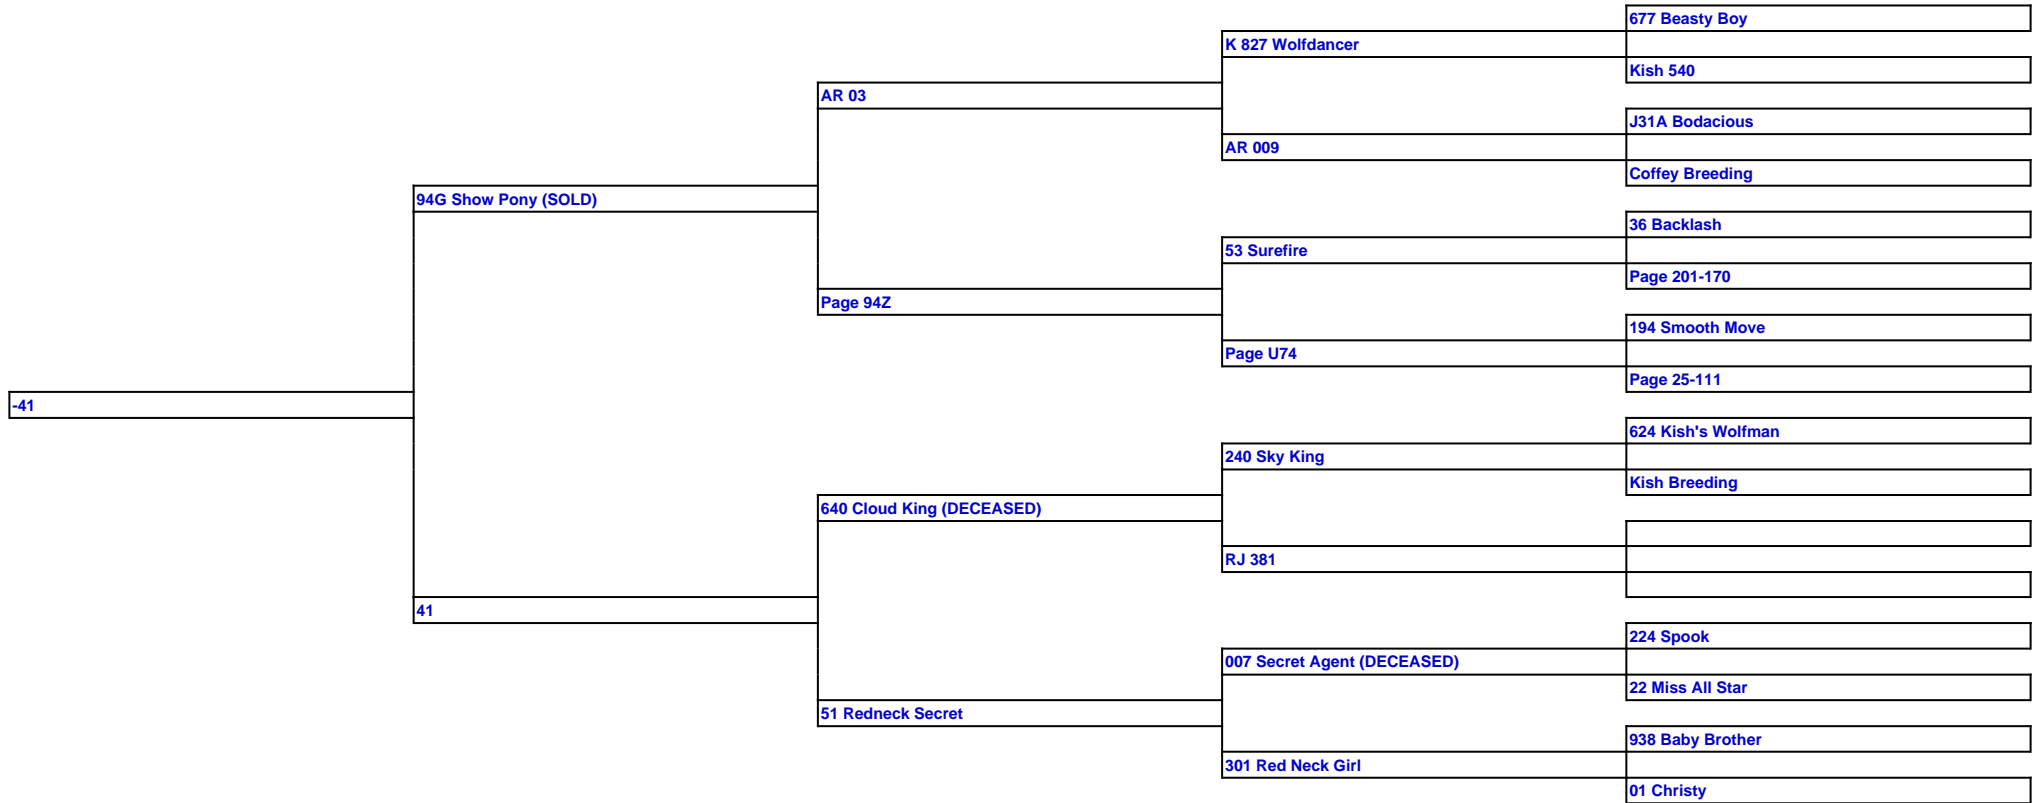 677 Beasty Boy
K 827 Wolfdancer
Kish 540
AR 03
J31A Bodacious
AR 009
Coffey Breeding
94G Show Pony (SOLD)
36 Backlash
53 Surefire
Page 201-170
Page 94Z
194 Smooth Move
Page U74
Page 25-111
-41
624 Kish's Wolfman
240 Sky King
Kish Breeding
640 Cloud King (DECEASED)
RJ 381
41
224 Spook
007 Secret Agent (DECEASED)
22 Miss All Star
51 Redneck Secret
938 Baby Brother
301 Red Neck Girl
01 Christy